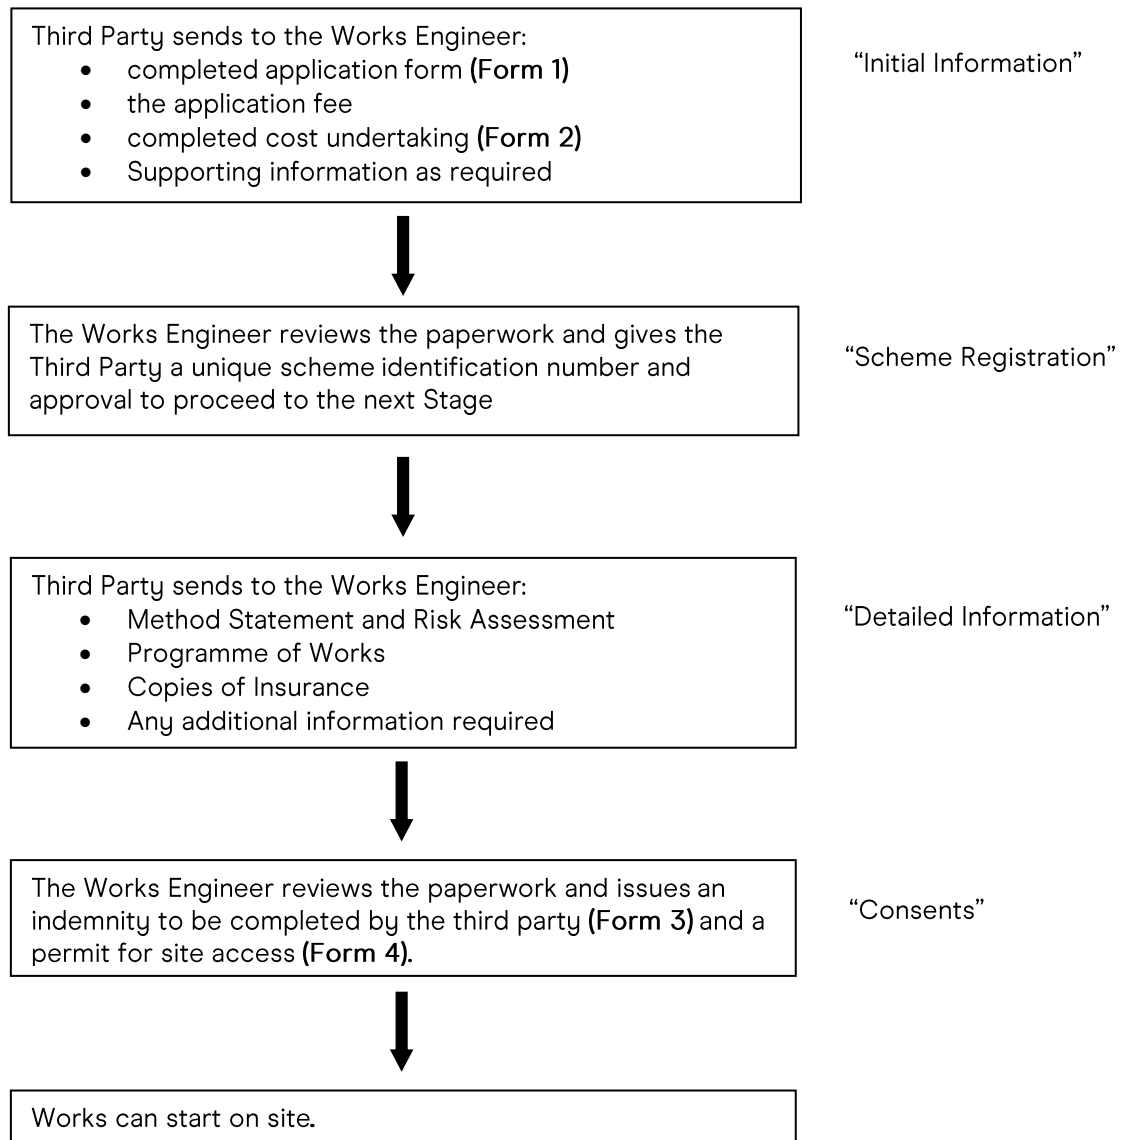 Third Party sends to the Works Engineer:
• completed application form (Form 1)
• the application fee
• completed cost undertaking (Form 2)
• Supporting information as required
“Initial Information”
The Works Engineer reviews the paperwork and gives the
Third Party a unique scheme identification number and
approval to proceed to the next Stage
“Scheme Registration”
Third Party sends to the Works Engineer:
• Method Statement and Risk Assessment
• Programme of Works
• Copies of Insurance
• Any additional information required
“Detailed Information”
The Works Engineer reviews the paperwork and issues an
indemnity to be completed by the third party (Form 3) and a
permit for site access (Form 4).
“Consents”
Works can start on site.